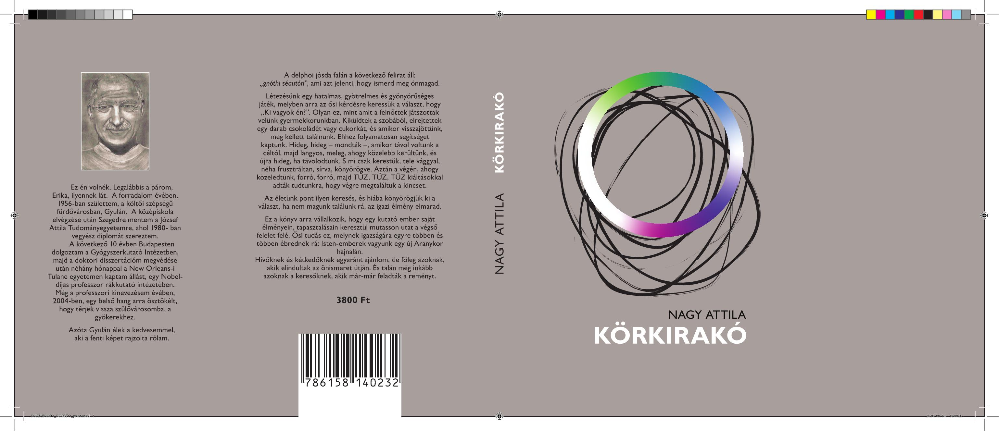 Ez én volnék. Legalábbis a párom,
Erika, ilyennek lát.  A forradalom évében,
1956-ban születtem, a költői szépségű
fürdővárosban, Gyulán.  A középiskola
elvégzése után Szegedre mentem a József
Attila Tudományegyetemre, ahol 1980- ban
vegyész diplomát szereztem.
A következő 10 évben Budapesten
dolgoztam a Gyógyszerkutató Intézetben,
majd a doktori disszertációm megvédése
után néhány hónappal a New Orleans-i
Tulane egyetemen kaptam állást, egy Nobel-
díjas professzor rákkutató intézetében.
Még a professzori kinevezésem évében,
2004-ben, egy belső hang arra ösztökélt,
hogy térjek vissza szülővárosomba, a
gyökerekhez.
Azóta Gyulán élek a kedvesemmel,
aki a fenti képet rajzolta rólam.
A delphoi jósda falán a következő felirat áll:
„gnóthi séautón”, ami azt jelenti, hogy ismerd meg önmagad.
Létezésünk egy hatalmas, gyötrelmes és gyönyörűséges
játék, melyben arra az ősi kérdésre keressük a választ, hogy
„Ki vagyok én?”. Olyan ez, mint amit a felnőttek játszottak
velünk gyermekkorunkban. Kiküldtek a szobából, elrejtettek
egy darab csokoládét vagy cukorkát, és amikor visszajöttünk,
meg kellett találnunk. Ehhez folyamatosan segítséget
kaptunk. Hideg, hideg – mondták –, amikor távol voltunk a
céltól, majd langyos, meleg, ahogy közelebb kerültünk, és
újra hideg, ha távolodtunk. S mi csak kerestük, tele vággyal,
néha frusztráltan, sírva, könyörögve. Aztán a végén, ahogy
közeledtünk, forró, forró, majd TŰZ, TŰZ, TŰZ kiáltásokkal
adták tudtunkra, hogy végre megtaláltuk a kincset.
Az életünk pont ilyen keresés, és hiába könyörögjük ki a
választ, ha nem magunk találunk rá, az igazi élmény elmarad.
Ez a könyv arra vállalkozik, hogy egy kutató ember saját
élményein, tapasztalásain keresztül mutasson utat a végső
felelet felé. Ősi tudás ez, melynek igazságára egyre többen és
többen ébrednek rá: Isten-emberek vagyunk egy új Aranykor
hajnalán.
Hívőknek és kétkedőknek egyaránt ajánlom, de főleg azoknak,
akik elindultak az önismeret útján. És talán még inkább
azoknak a keresőknek, akik már-már feladták a reményt.
3800 Ft
786158 140232
NAGY ATTILA KÖRKIRAKÓ
NAGY ATTILA
KÖRKIRAKÓ
KORKIRAKO_BORITO_print.indd   1